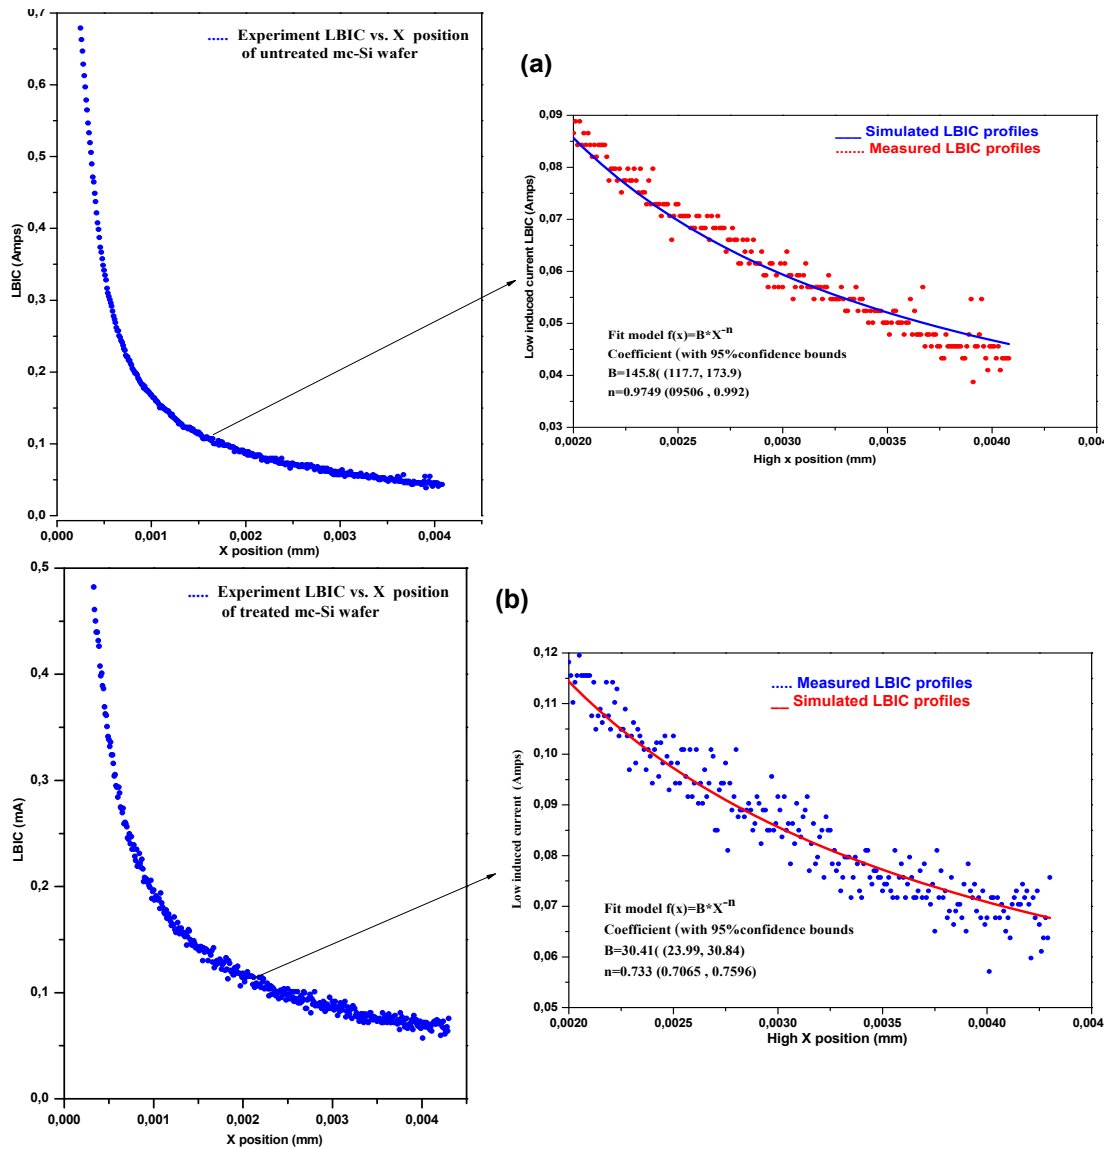 0,7
0,6
0,5
0,4
0,3
0,2
0,1
0,0
LBIC (Amps)
0,000 0,001 0,002 0,003 0,004
X position (mm)
..... Experiment LBIC vs. X position
of untreated mc-Si wafer
(a)
0,09
0,08
0,07
0,06
0,05
0,04
0,03
Low induced current LBIC (Amps)
___ Simulated LBIC profiles
....... Measured LBIC profiles
Fit model f(x)=B*X-n
Coefficient (with 95%confidence bounds
B=145.8( (117.7, 173.9)
n=0.9749 (09506 , 0.992)
0,0020 0,0025 0,0030 0,0035 0,0040 0,004
High x position (mm)
0,5
0,4
0,3
0,2
0,1
0,0
LBIC (mA)
0,000 0,001 0,002 0,003 0,004
X position (mm)
..... Experiment LBIC vs. X position
of treated mc-Si wafer
(b)
0,12
0,10
0,09
0,08
0,07
0,06
0,05
Low induced current (Amps)
..... Measured LBIC profiles
__ Simulated LBIC profiles
Fit model f(x)=B*X-n
Coefficient (with 95%confidence bounds
B=30.41( (23.99, 30.84)
n=0.733 (0.7065 , 0.7596)
0,0020 0,0025 0,0030 0,0035 0,0040 0,004
High X position (mm)